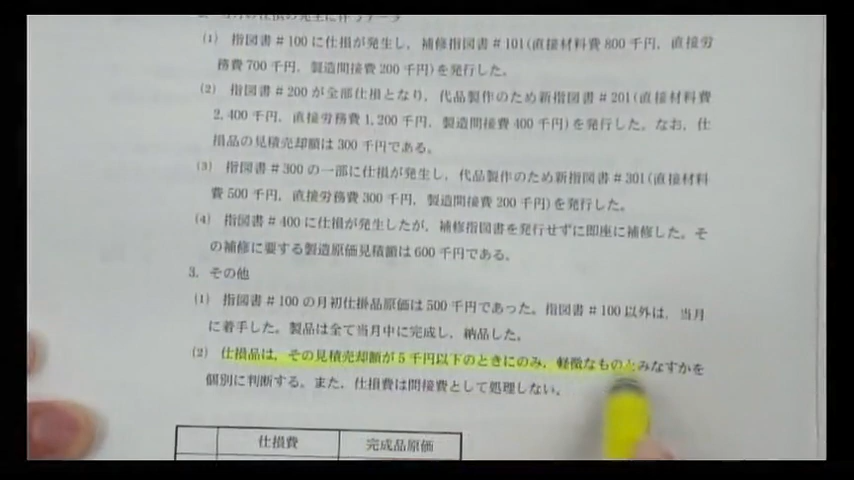 (1) 指図書#100に仕損が発生し，補修指図書#101(直接材料費800千円，直接労
務費700千円，製造間接費200千円)を発行した。
(2) 指図書#200が全部仕損となり，代品製作のため新指図書#201(直接材料費
2,400千円，直接労務費1,200千円，製造間接費400千円)を発行した。なお，仕
損品の見積売却額は300千円である。
(3) 指図書#300の一部に仕損が発生し，代品製作のため新指図書#301(直接材料
費500千円，直接労務費300千円，製造間接費200千円)を発行した。
(4) 指図書#400に仕損が発生したが，補修指図書を発行せずに即座に補修した。そ
の補修に要する製造原価見積額は600千円である。
3. その他
(1) 指図書#100の月初仕掛品原価は500千円であった。指図書#100以外は，当月
に着手した。製品は全て当月中に完成し，納品した。
(2) 仕損品は，その見積売却額が5千円以下のときにのみ，軽微なものとみなすかを
個別に判断する。また，仕損費は間接費として処理しない。
仕損費 完成品原価